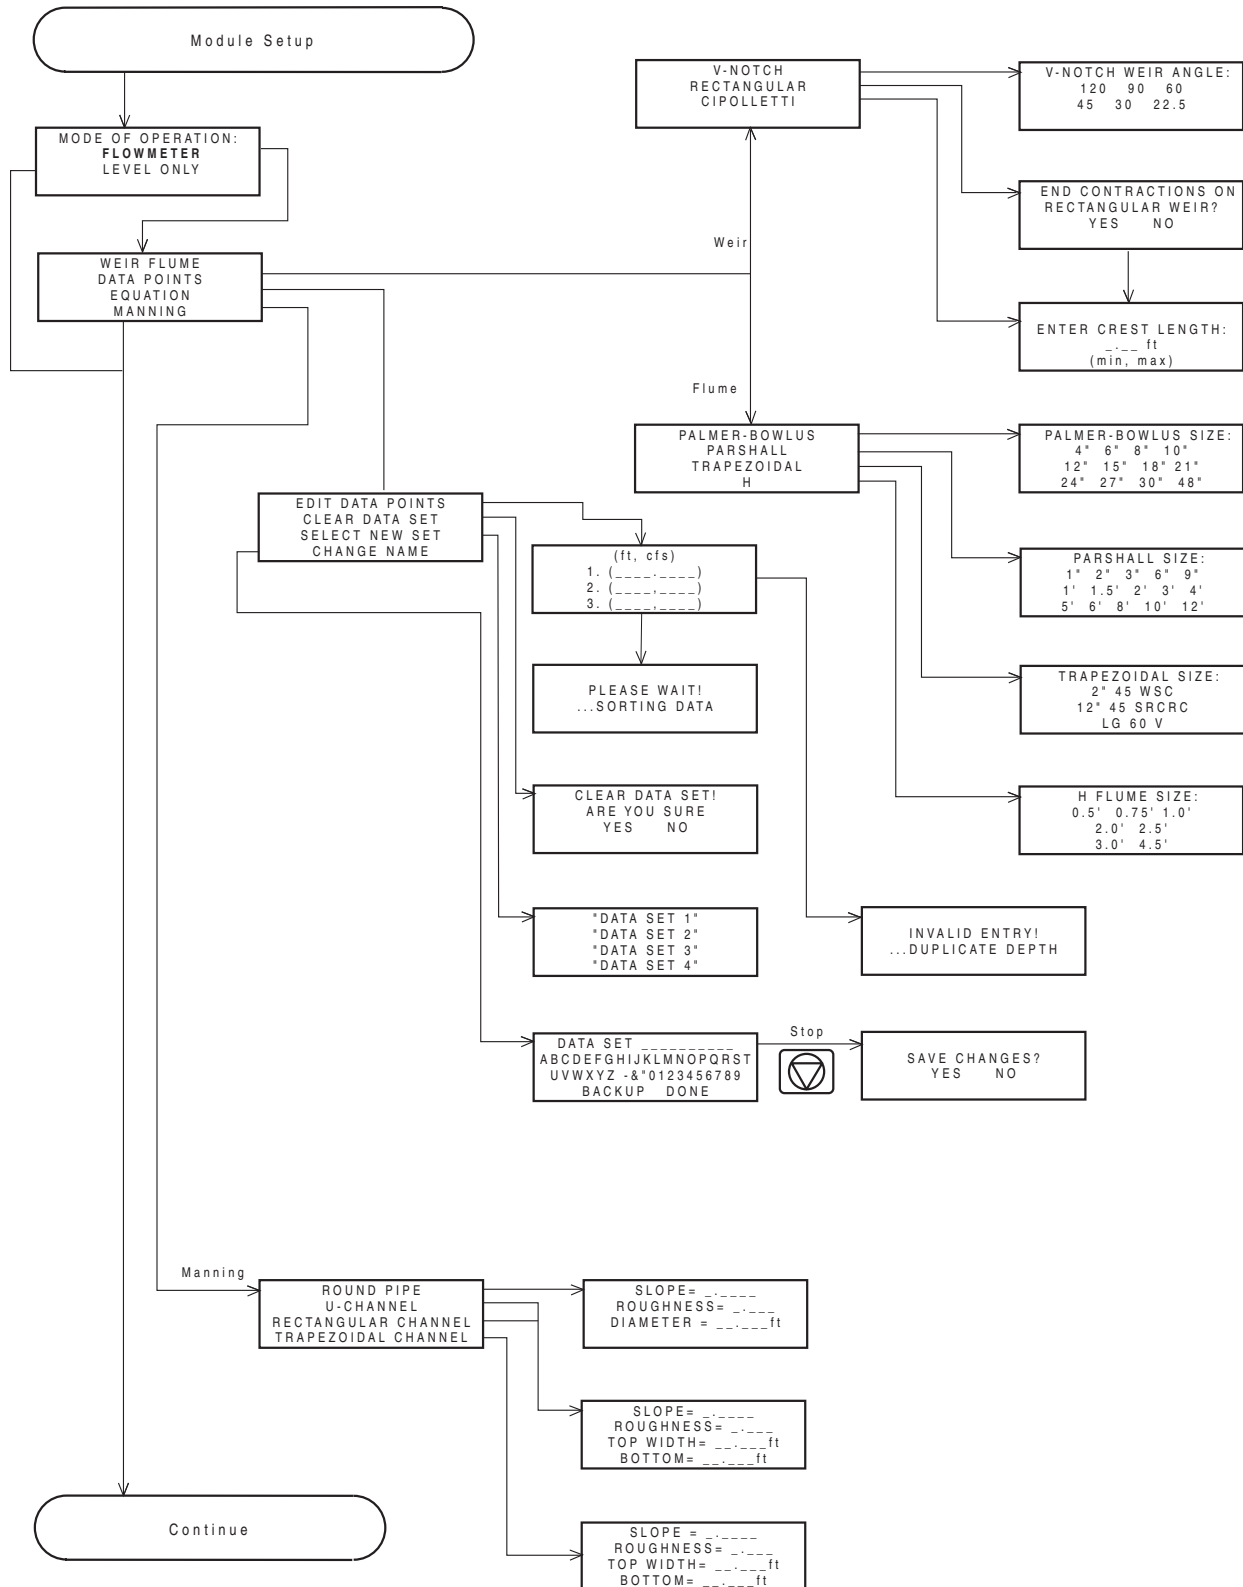 Module Setup
MODE OF OPERATION:
FLOWMETER
LEVEL ONLY
WEIR FLUME
DATA POINTS
EQUATION
MANNING
Weir
Flume
V-NOTCH
RECTANGULAR
CIPOLLETTI
V-NOTCH WEIR ANGLE:
120 90 60
45 30 22.5
END CONTRACTIONS ON
RECTANGULAR WEIR?
YES NO
ENTER CREST LENGTH:
_.__ ft
(min, max)
PALMER-BOWLUS
PARSHALL
TRAPEZOIDAL
H
PALMER-BOWLUS SIZE:
4" 6" 8" 10"
12" 15" 18" 21"
24" 27" 30" 48"
PARSHALL SIZE:
1" 2" 3" 6" 9"
1' 1.5' 2' 3' 4'
5' 6' 8' 10' 12'
TRAPEZOIDAL SIZE:
2" 45 WSC
12" 45 SRCRC
LG 60 V
H FLUME SIZE:
0.5' 0.75' 1.0'
2.0' 2.5'
3.0' 4.5'
EDIT DATA POINTS
CLEAR DATA SET
SELECT NEW SET
CHANGE NAME
(ft, cfs)
1. (____.____)
2. (____,____)
3. (____,____)
PLEASE WAIT!
...SORTING DATA
CLEAR DATA SET!
ARE YOU SURE
YES NO
"DATA SET 1"
"DATA SET 2"
"DATA SET 3"
"DATA SET 4"
INVALID ENTRY!
...DUPLICATE DEPTH
DATA SET __________
ABCDEFGHIJKLMNOPQRST
UVWXYZ -&"0123456789
BACKUP DONE
Stop
SAVE CHANGES?
YES NO
Manning
ROUND PIPE
U-CHANNEL
RECTANGULAR CHANNEL
TRAPEZOIDAL CHANNEL
SLOPE= _.____
ROUGHNESS= _.___
DIAMETER = __.___ft
SLOPE= _.____
ROUGHNESS= _.___
TOP WIDTH= __.___ft
BOTTOM= __.___ft
SLOPE = _.____
ROUGHNESS= _.___
TOP WIDTH= __.___ft
BOTTOM= __.___ft
Continue